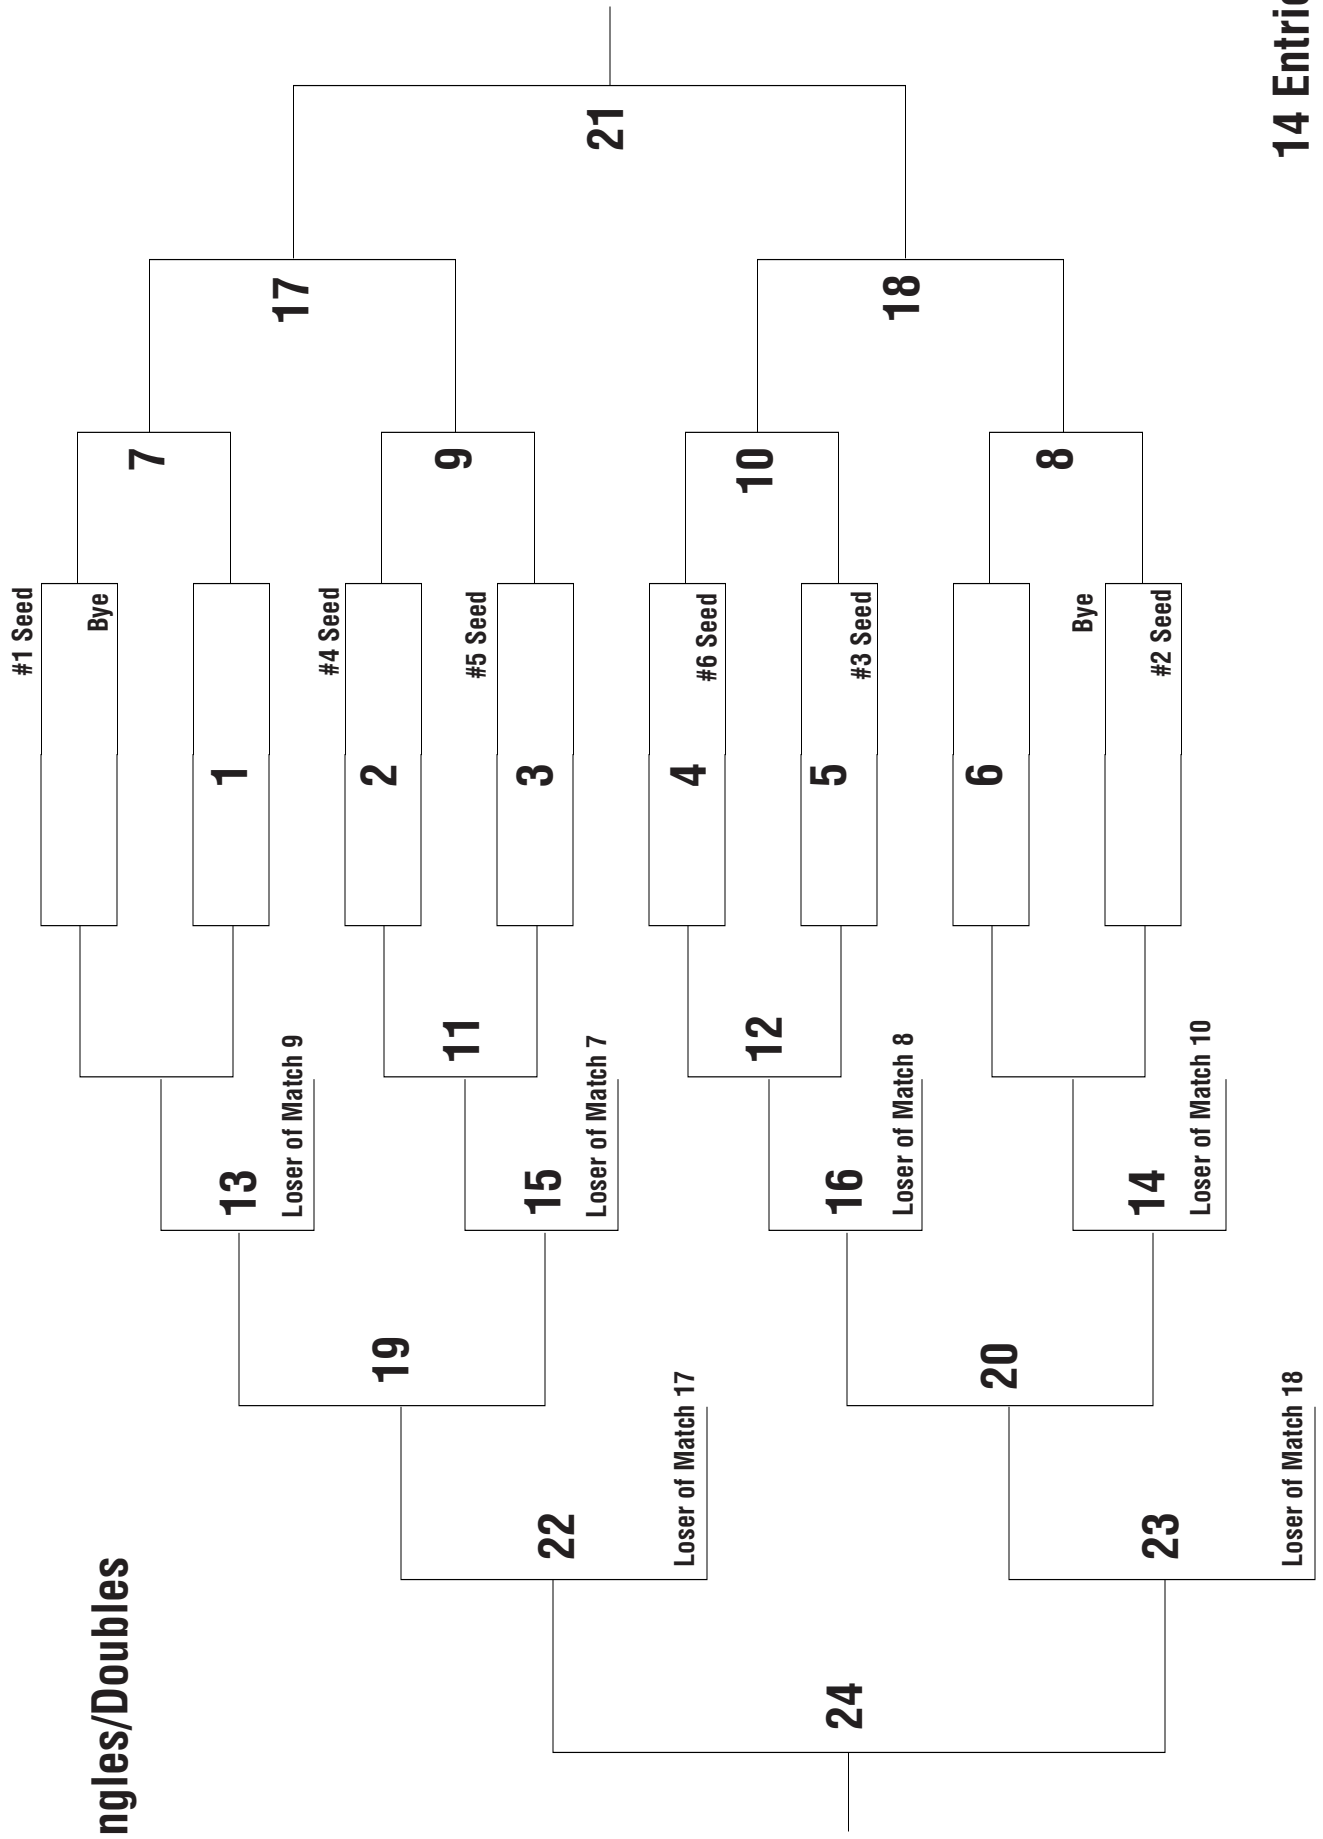 #1 Seed
Bye
ngles/Doubles
7
1
13
Loser of Match 9
17
#4 Seed
2
19
9
11
#5 Seed
3
15
22
Loser of Match 7
21
Loser of Match 17
4
#6 Seed
10
12
5
24
16
#3 Seed
Loser of Match 8
18
6
20
8
Bye
14
23
#2 Seed
Loser of Match 10
Loser of Match 18
14 Entrie